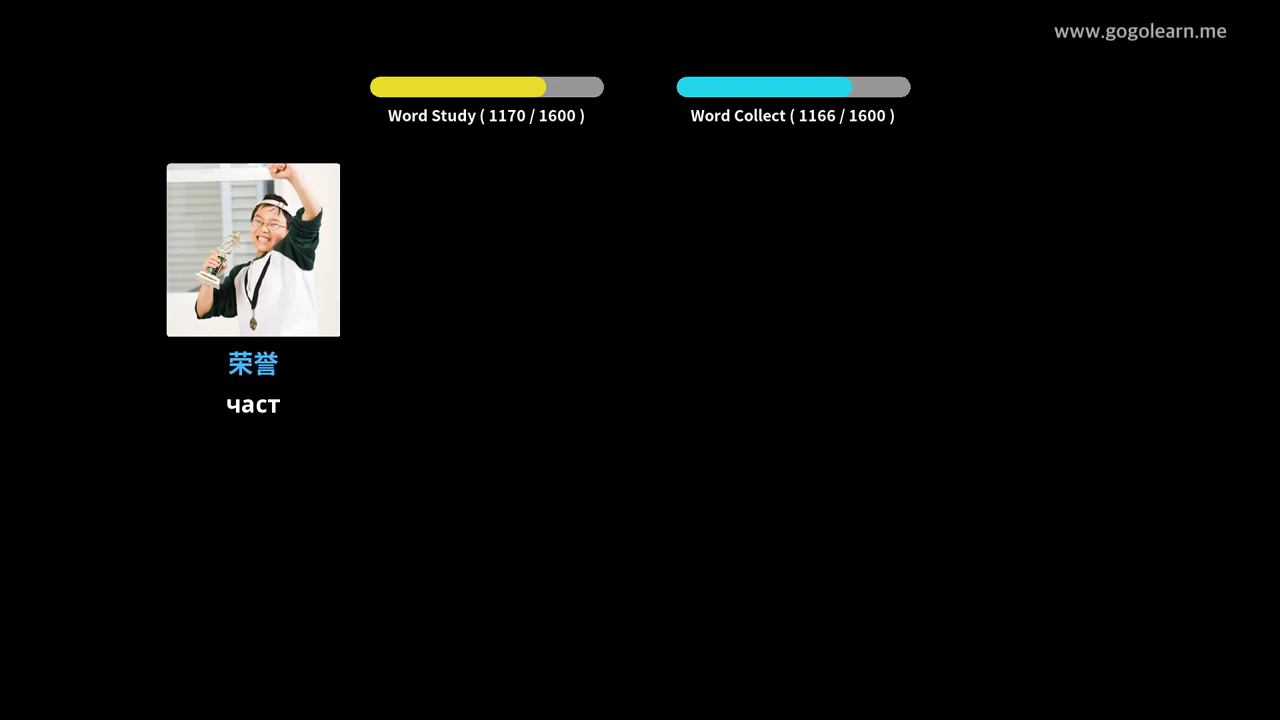 www.gogolearn.me
Word Study ( 1170 / 1600 )
Word Collect ( 1166 / 1600 )
荣誉
част